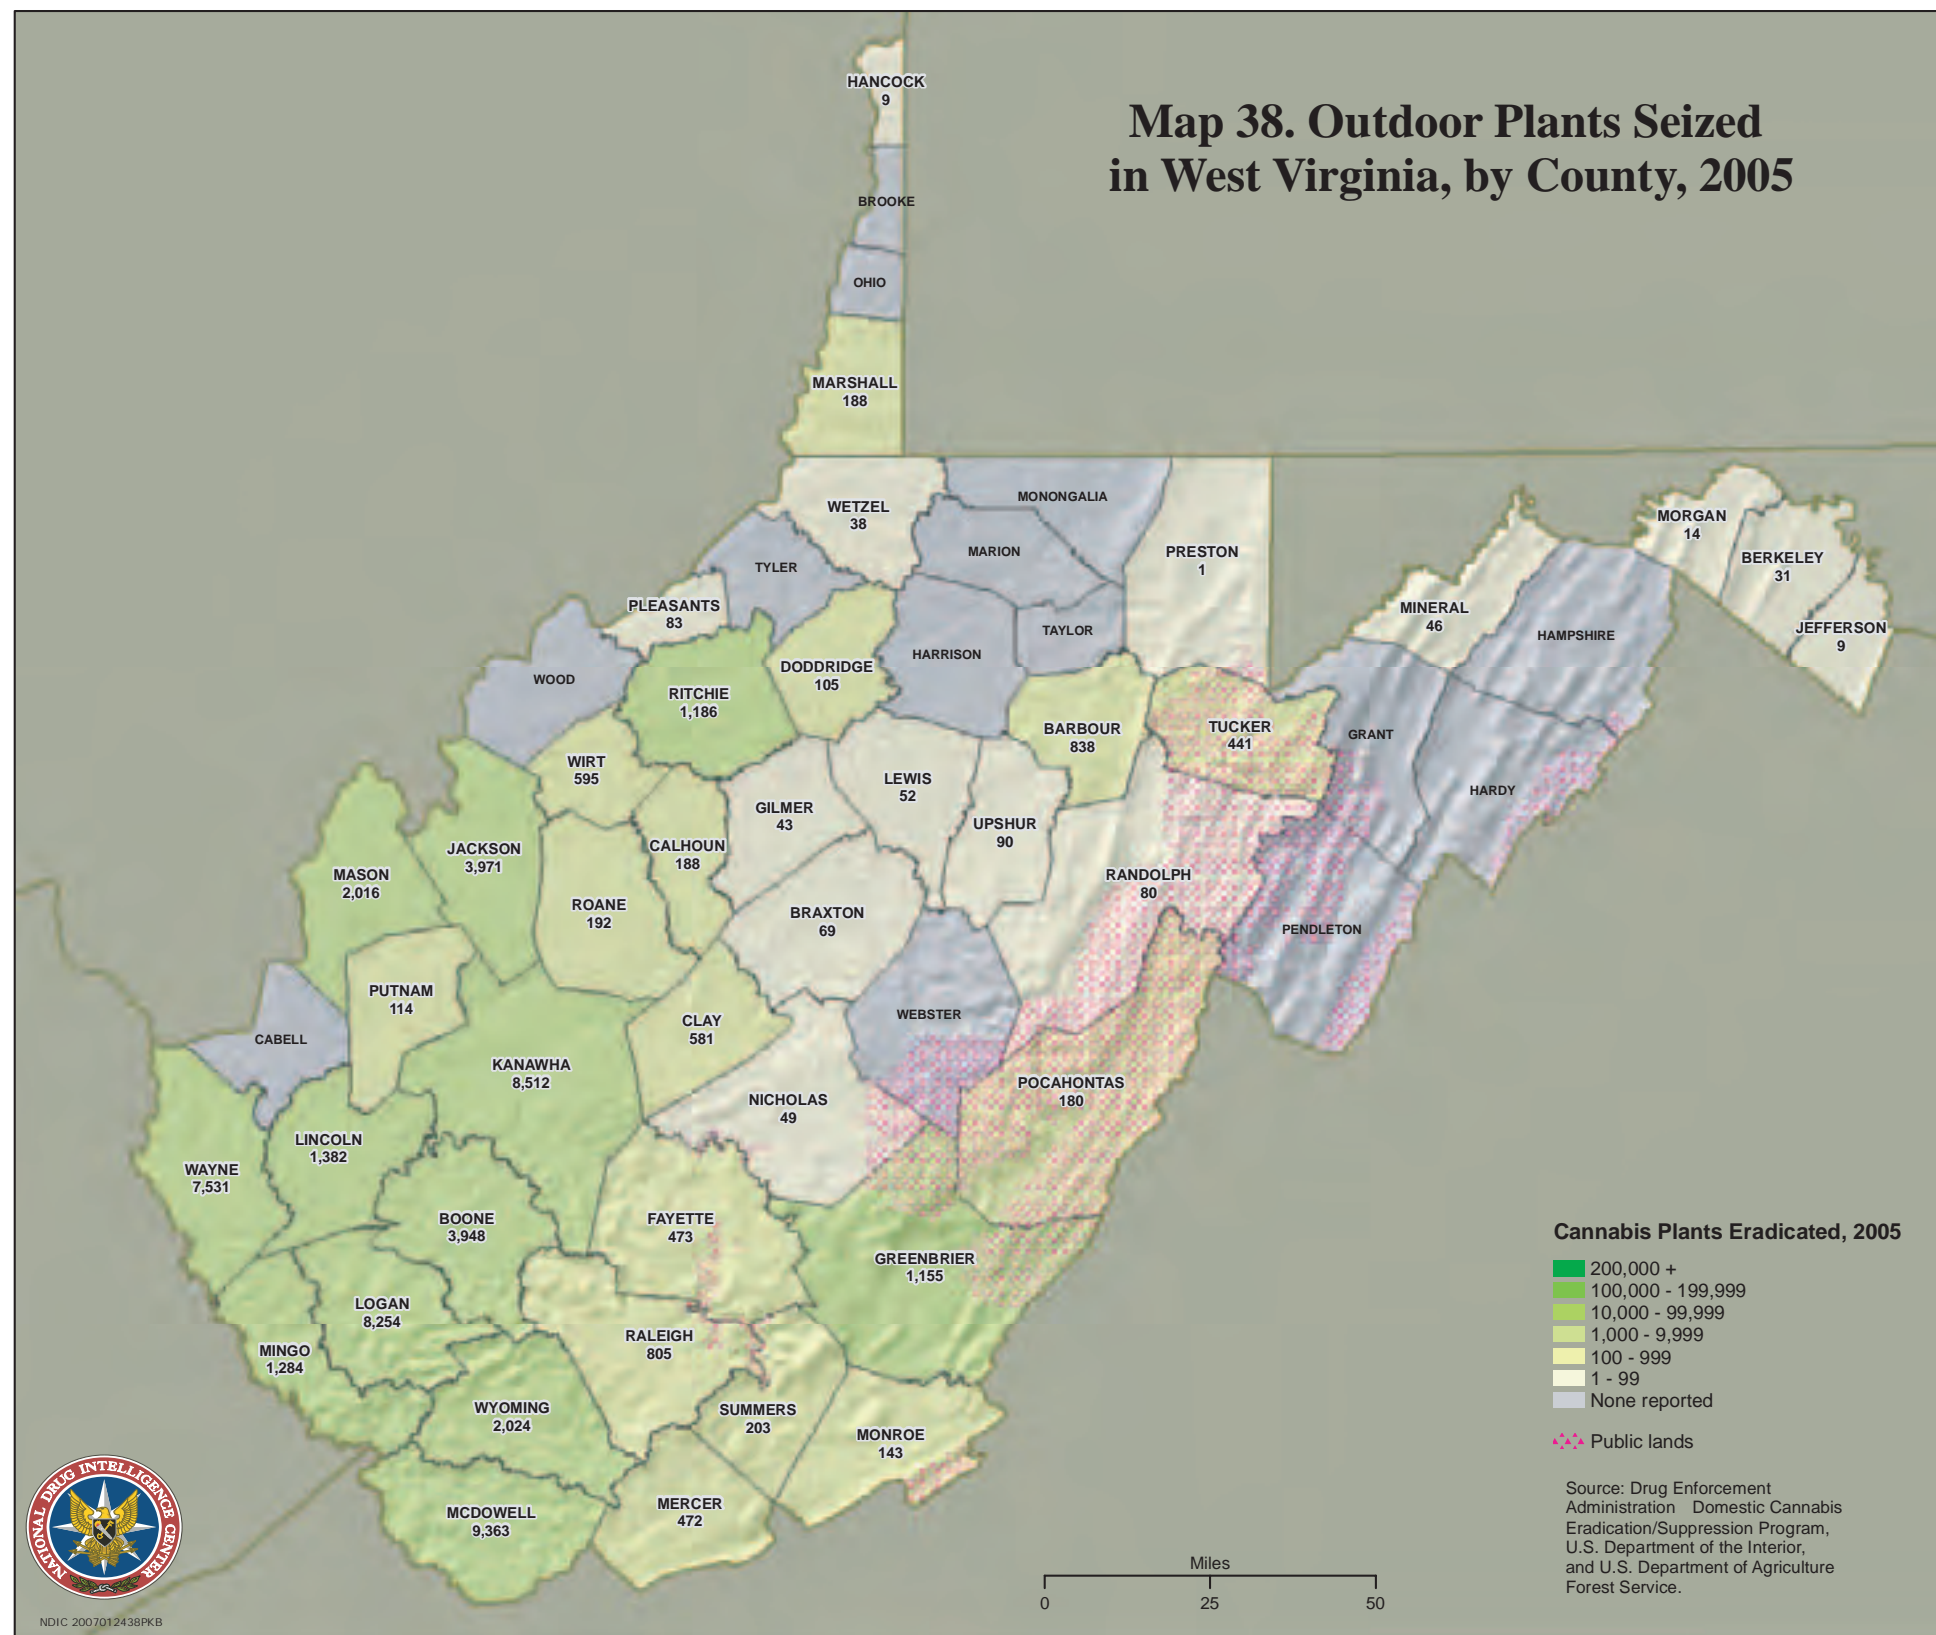 Map 38. Outdoor Plants Seized
in West Virginia, by County, 2005
HANCOCK
9
BROOKE
OHIO
MARSHALL
188
WETZEL
38
MONONGALIA
MARION
PRESTON
1
MORGAN
14
BERKELEY
31
JEFFERSON
9
MINERAL
46
HAMPSHIRE
TYLER
PLEASANTS
83
TAYLOR
HARRISON
DODDRIDGE
105
WOOD
RITCHIE
1,186
BARBOUR
838
TUCKER
441
GRANT
HARDY
WIRT
595
LEWIS
52
GILMER
43
UPSHUR
90
CALHOUN
188
JACKSON
3,971
MASON
2,016
ROANE
192
BRAXTON
69
RANDOLPH
80
PENDLETON
PUTNAM
114
CLAY
581
WEBSTER
CABELL
KANAWHA
8,512
NICHOLAS
49
POCAHONTAS
180
LINCOLN
1,382
WAYNE
7,531
BOONE
3,948
FAYETTE
473
GREENBRIER
1,155
LOGAN
8,254
RALEIGH
805
MINGO
1,284
WYOMING
2,024
SUMMERS
203
MONROE
143
MERCER
472
MCDOWELL
9,363
Cannabis Plants Eradicated, 2005
200,000 +
100,000 - 199,999
10,000 - 99,999
1,000 - 9,999
100 - 999
1 - 99
None reported
Public lands
Source: Drug Enforcement
Administration Domestic Cannabis
Eradication/Suppression Program,
U.S. Department of the Interior,
and U.S. Department of Agriculture
Forest Service.
Miles
0 25 50
NATIONAL DRUG INTELLIGENCE CENTER
NDIC 2007012438PKB